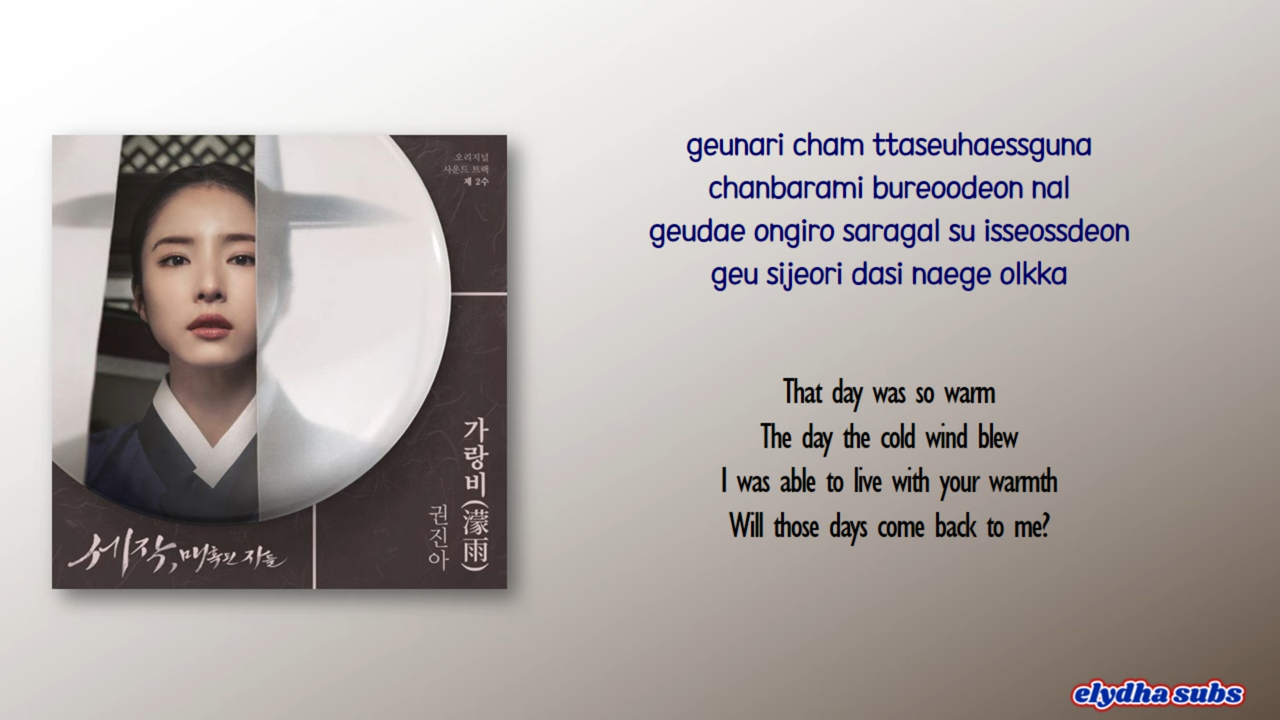 오리지널
사운드 트랙
제 2수
가랑비(濛雨)
권진아
세작, 매혹된 자들
geunari cham ttaseuhaessguna
chanbarami bureoodeon nal
geudae ongiro saragal su isseossdeon
geu sijeori dasi naege olkka
That day was so warm
The day the cold wind blew
I was able to live with your warmth
Will those days come back to me?
elydha subs